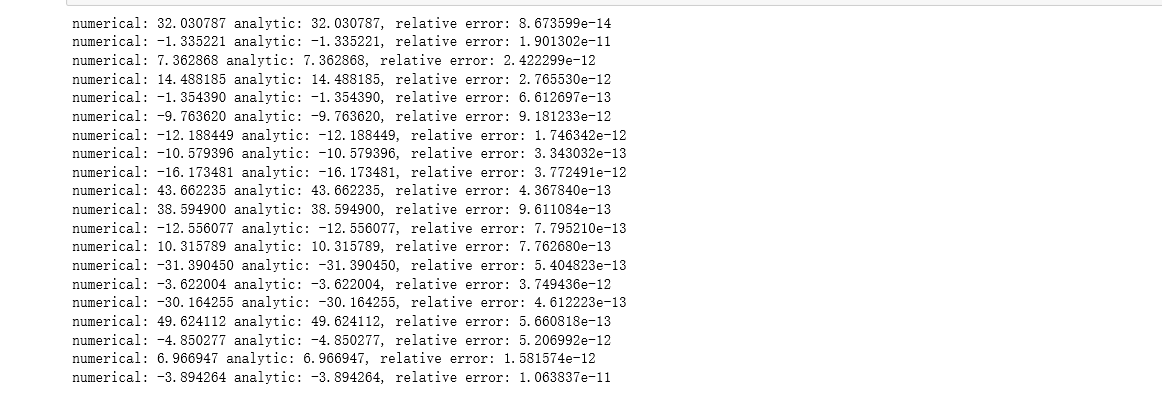 numerical: 32.030787 analytic: 32.030787, relative error: 8.673599e-14
numerical: -1.335221 analytic: -1.335221, relative error: 1.901302e-11
numerical: 7.362868 analytic: 7.362868, relative error: 2.422299e-12
numerical: 14.488185 analytic: 14.488185, relative error: 2.765530e-12
numerical: -1.354390 analytic: -1.354390, relative error: 6.612697e-13
numerical: -9.763620 analytic: -9.763620, relative error: 9.181233e-12
numerical: -12.188449 analytic: -12.188449, relative error: 1.746342e-12
numerical: -10.579396 analytic: -10.579396, relative error: 3.343032e-13
numerical: -16.173481 analytic: -16.173481, relative error: 3.772491e-12
numerical: 43.662235 analytic: 43.662235, relative error: 4.367840e-13
numerical: 38.594900 analytic: 38.594900, relative error: 9.611084e-13
numerical: -12.556077 analytic: -12.556077, relative error: 7.795210e-13
numerical: 10.315789 analytic: 10.315789, relative error: 7.762680e-13
numerical: -31.390450 analytic: -31.390450, relative error: 5.404823e-13
numerical: -3.622004 analytic: -3.622004, relative error: 3.749436e-12
numerical: -30.164255 analytic: -30.164255, relative error: 4.612223e-13
numerical: 49.624112 analytic: 49.624112, relative error: 5.660818e-13
numerical: -4.850277 analytic: -4.850277, relative error: 5.206992e-12
numerical: 6.966947 analytic: 6.966947, relative error: 1.581574e-12
numerical: -3.894264 analytic: -3.894264, relative error: 1.063837e-11